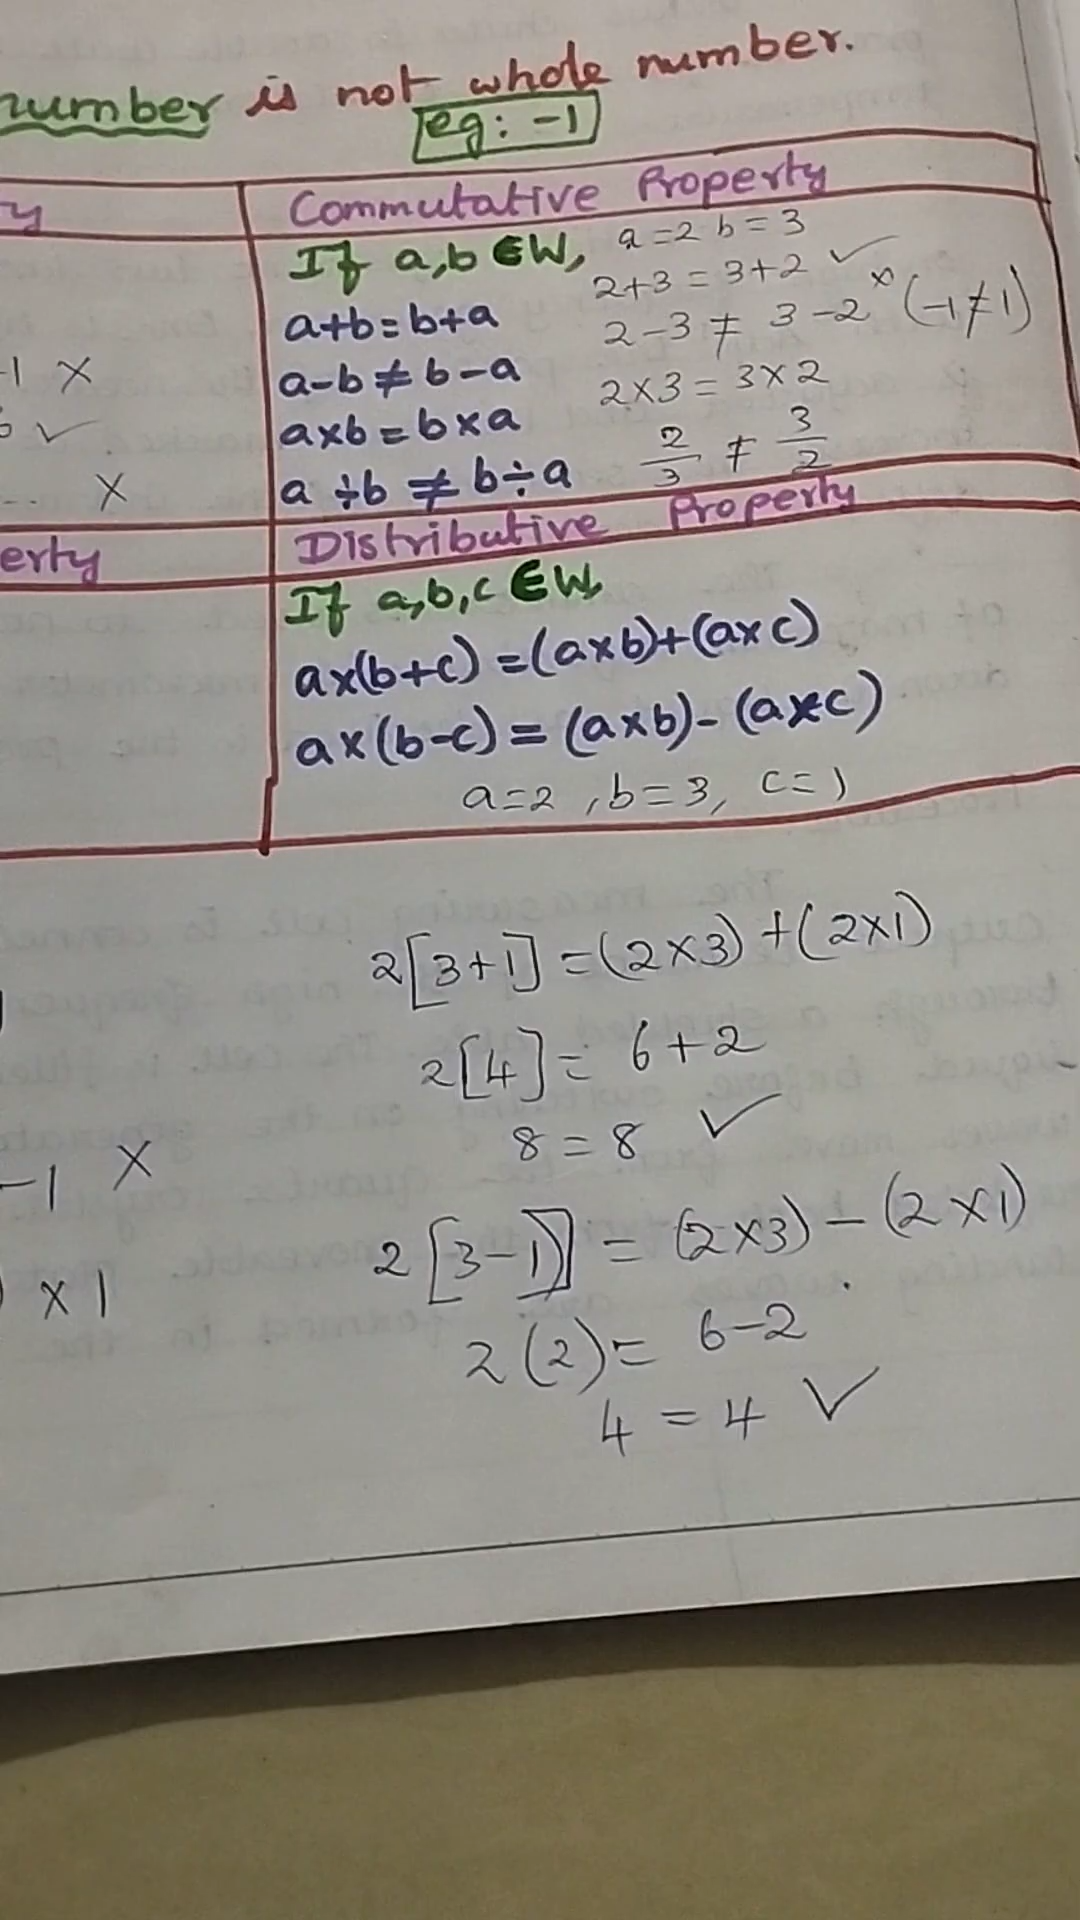 number is not whole number.
eg: -1
Commutative Property
If a,b ∈ W, a=2 b=3
2+3 = 3+2 ✓
a+b=b+a
2-3 ≠ 3-2 × (-1≠1)
-1 ×
a-b ≠ b-a
2×3 = 3×2
✓
a×b = b×a
2/3 ≠ 3/2
×
a÷b ≠ b÷a
erty
Distributive Property
If a,b,c ∈ W,
a×(b+c) =(a×b)+(a×c)
a×(b-c) = (a×b)-(a×c)
a=2 ,b=3, c=1
2[3+1] =(2×3)+(2×1)
2[4] = 6+2
8 = 8 ✓
-1 ×
2[3-1] = (2×3)-(2×1)
×1
2(2)= 6-2
4 = 4 ✓